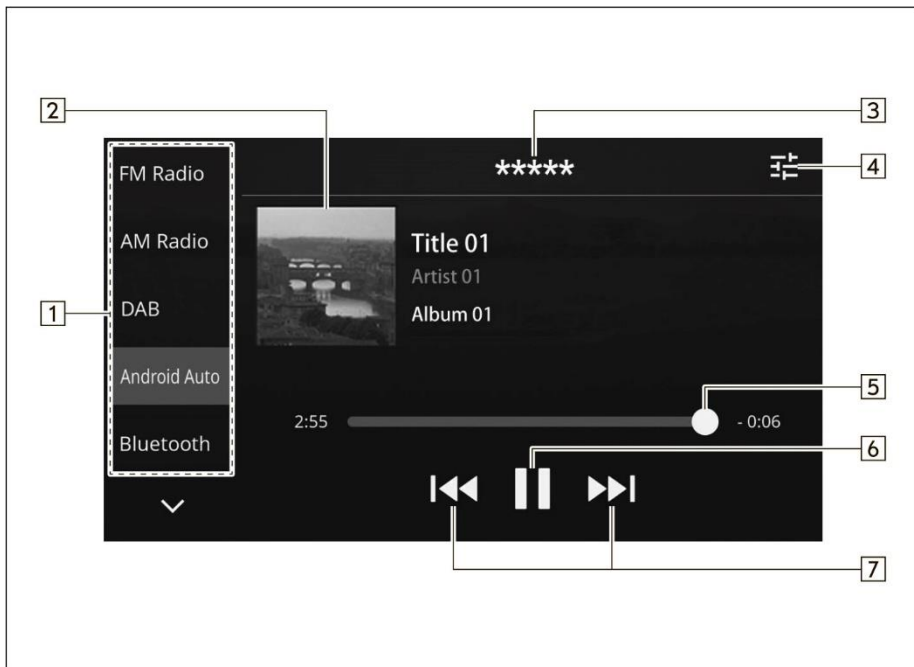 2
3
*****
4
FM Radio
AM Radio
1
DAB
Android Auto
Bluetooth
Title 01
Artist 01
Album 01
5
2:55
- 0:06
6
7